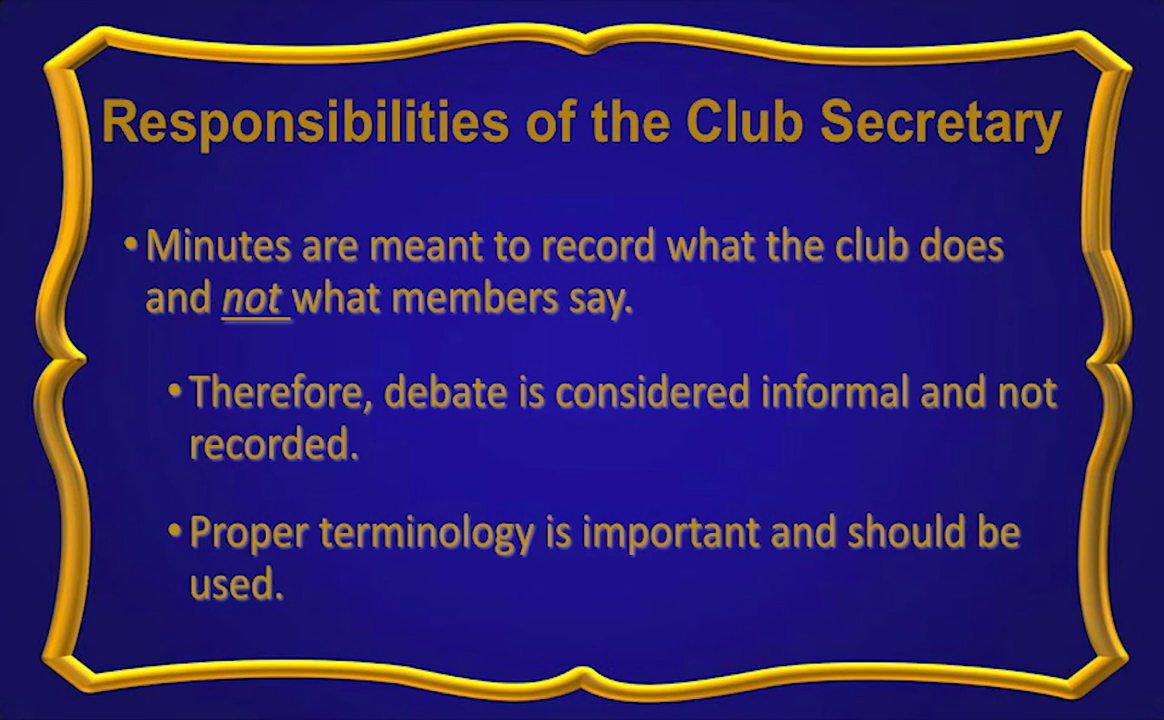 Responsibilities of the Club Secretary
• Minutes are meant to record what the club does
and not what members say.
• Therefore, debate is considered informal and not
recorded.
• Proper terminology is important and should be
used.